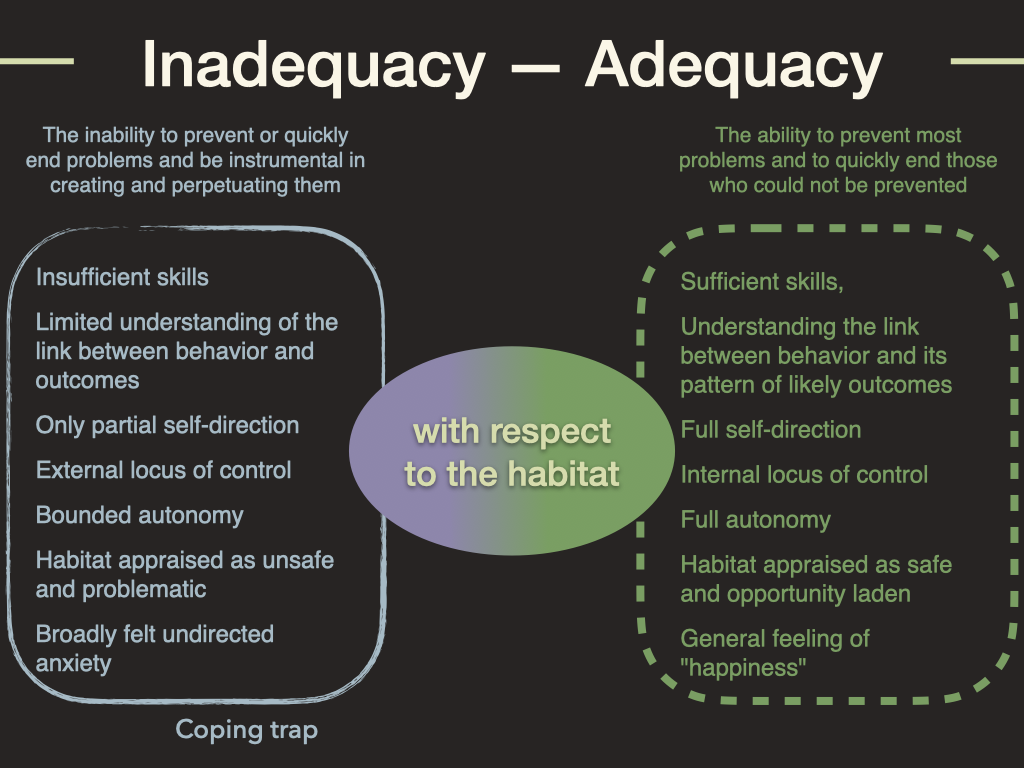 Inadequacy — Adequacy
The inability to prevent or quickly
end problems and be instrumental in
creating and perpetuating them
Insufficient skills
Limited understanding of the
link between behavior and
outcomes
Only partial self-direction
External locus of control
Bounded autonomy
Habitat appraised as unsafe
and problematic
Broadly felt undirected
anxiety
Coping trap
with respect
to the habitat
The ability to prevent most
problems and to quickly end those
who could not be prevented
Sufficient skills,
Understanding the link
between behavior and its
pattern of likely outcomes
Full self-direction
Internal locus of control
Full autonomy
Habitat appraised as safe
and opportunity laden
General feeling of
"happiness"